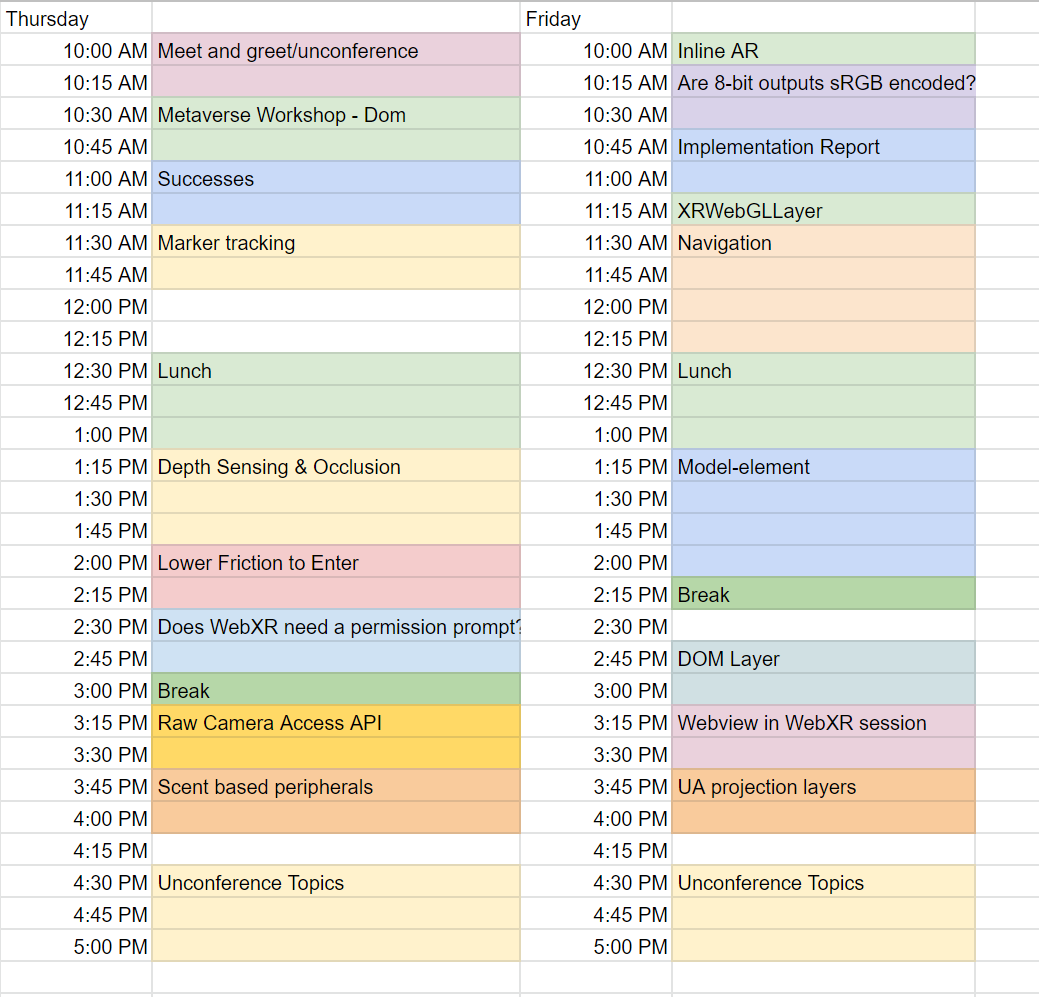 Thursday Friday
10:00 AM Meet and greet/unconference 10:00 AM Inline AR
10:15 AM 10:15 AM Are 8-bit outputs sRGB encoded?
10:30 AM Metaverse Workshop - Dom 10:30 AM
10:45 AM 10:45 AM Implementation Report
11:00 AM Successes 11:00 AM
11:15 AM 11:15 AM XRWebGLLayer
11:30 AM Marker tracking 11:30 AM Navigation
11:45 AM 11:45 AM
12:00 PM 12:00 PM
12:15 PM 12:15 PM
12:30 PM Lunch 12:30 PM Lunch
12:45 PM 12:45 PM
1:00 PM 1:00 PM
1:15 PM Depth Sensing & Occlusion 1:15 PM Model-element
1:30 PM 1:30 PM
1:45 PM 1:45 PM
2:00 PM Lower Friction to Enter 2:00 PM
2:15 PM 2:15 PM Break
2:30 PM Does WebXR need a permission prompt? 2:30 PM
2:45 PM 2:45 PM DOM Layer
3:00 PM Break 3:00 PM
3:15 PM Raw Camera Access API 3:15 PM Webview in WebXR session
3:30 PM 3:30 PM
3:45 PM Scent based peripherals 3:45 PM UA projection layers
4:00 PM 4:00 PM
4:15 PM 4:15 PM
4:30 PM Unconference Topics 4:30 PM Unconference Topics
4:45 PM 4:45 PM
5:00 PM 5:00 PM